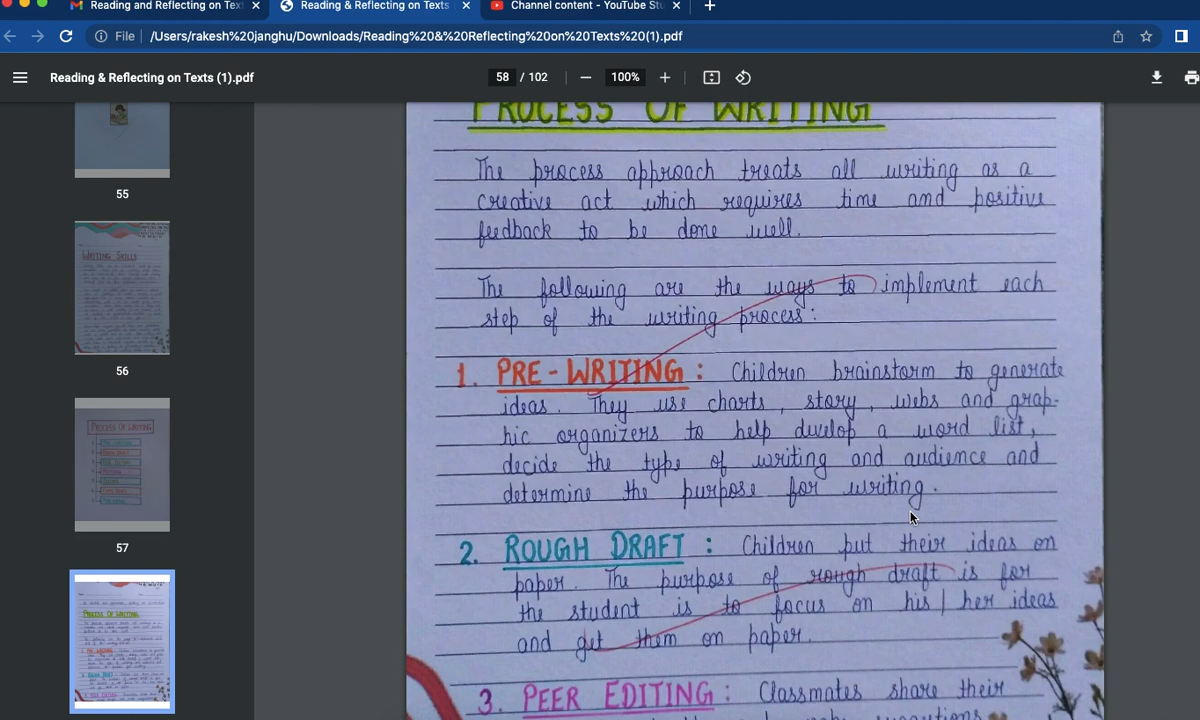 Reading and Reflecting on Tex
Reading & Reflecting on Texts
Channel content - YouTube Stu
File
/Users/rakesh%20janghu/Downloads/Reading%20&%20Reflecting%20on%20Texts%20(1).pdf
Reading & Reflecting on Texts (1).pdf
58 / 102
100%
55
WRITING SKILLS
56
PROCESS OF WRITING
57
PROCESS OF WRITING
The process approach treats all writing as a
creative act which requires time and positive
feedback to be done well.
The following are the ways to implement each
step of the writing process:
1. PRE-WRITING: Children brainstorm to generate
ideas. They use charts, story, webs and grap-
hic organizers to help develop a word list,
decide the type of writing and audience and
determine the purpose for writing.
2. ROUGH DRAFT: Children put their ideas on
paper. The purpose of rough draft is for
the student is to focus on his/her ideas
and get them on paper.
3. PEER EDITING: Classmates share their